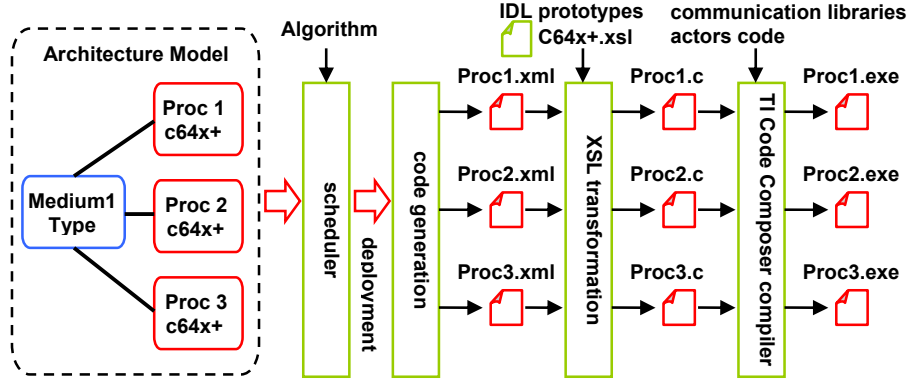 Architecture Model
Proc 1
c64x+
Medium1
Type
Proc 2
c64x+
Proc 3
c64x+
Algorithm
scheduler
deployment
code generation
IDL prototypes
C64x+.xsl
Proc1.xml
Proc2.xml
Proc3.xml
XSL transformation
Proc1.c
Proc2.c
Proc3.c
communication libraries
actors code
TI Code Composer compiler
Proc1.exe
Proc2.exe
Proc3.exe